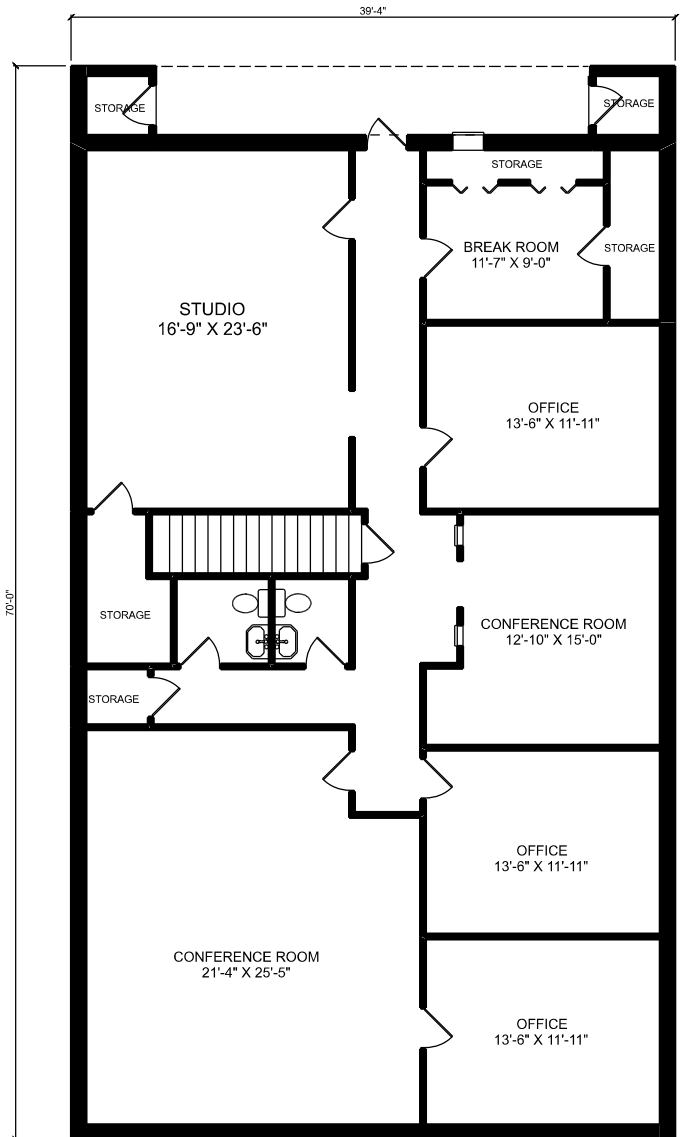 39'-4"
STORAGE
STORAGE
STORAGE
BREAK ROOM
11'-7" X 9'-0"
STORAGE
STUDIO
16'-9" X 23'-6"
OFFICE
13'-6" X 11'-11"
70'-0"
STORAGE
CONFERENCE ROOM
12'-10" X 15'-0"
STORAGE
OFFICE
13'-6" X 11'-11"
CONFERENCE ROOM
21'-4" X 25'-5"
OFFICE
13'-6" X 11'-11"